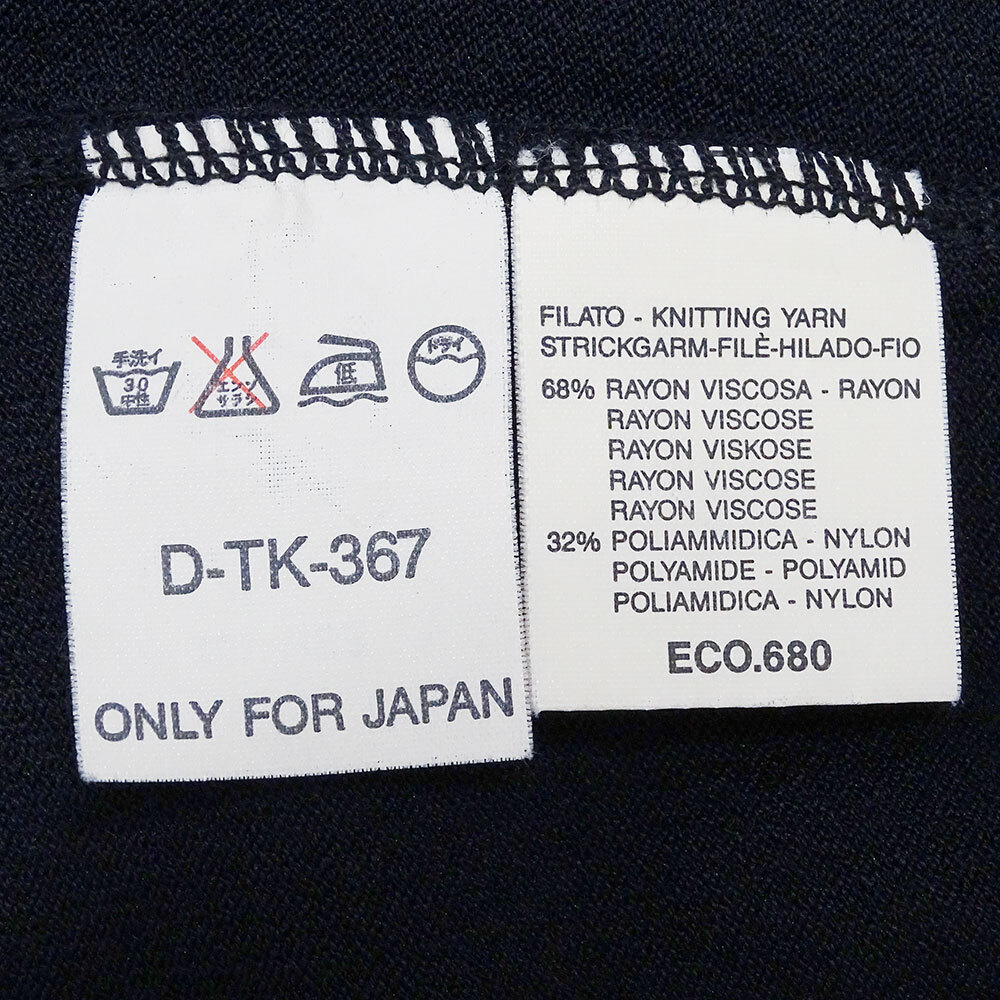 手洗イ
30
中性
エンソ
サラシ
低
ドライ
D-TK-367
ONLY FOR JAPAN
FILATO - KNITTING YARN
STRICKGARM-FILÈ-HILADO-FIO
68% RAYON VISCOSA - RAYON
RAYON VISCOSE
RAYON VISKOSE
RAYON VISCOSE
RAYON VISCOSE
32% POLIAMMIDICA - NYLON
POLYAMIDE - POLYAMID
POLIAMIDICA - NYLON
ECO.680